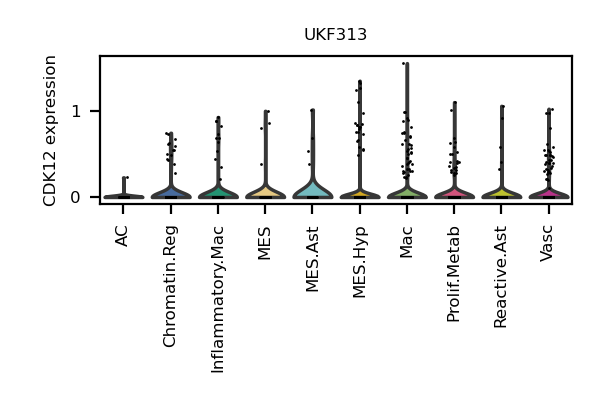 UKF313
CDK12 expression
1
0
AC
Chromatin.Reg
Inflammatory.Mac
MES
MES.Ast
MES.Hyp
Mac
Prolif.Metab
Reactive.Ast
Vasc